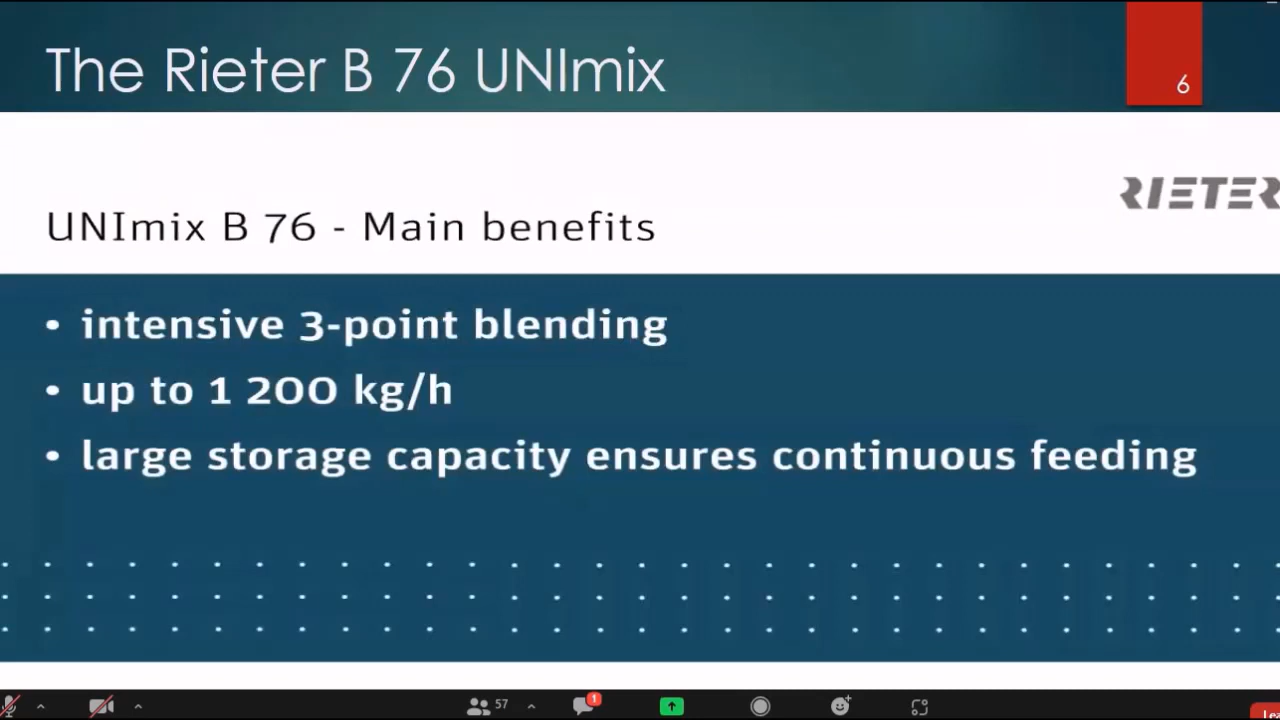 The Rieter B 76 UNImix
6
RIETER
UNImix B 76 - Main benefits
• intensive 3-point blending
• up to 1 200 kg/h
• large storage capacity ensures continuous feeding
57
1